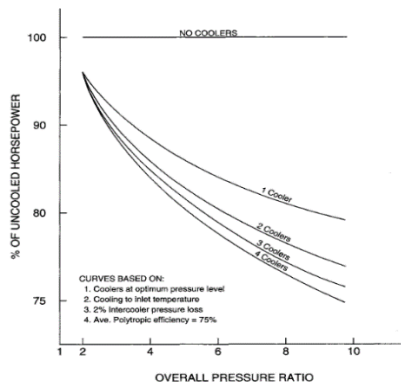 NO COOLERS
100
90
80
75
% OF UNCOOLED HORSEPOWER
1 Cooler
2 Coolers
3 Coolers
4 Coolers
CURVES BASED ON:
1. Coolers at optimum pressure level
2. Cooling to inlet temperature
3. 2% Intercooler pressure loss
4. Ave. Polytropic efficiency = 75%
1 2 4 6 8 10
OVERALL PRESSURE RATIO